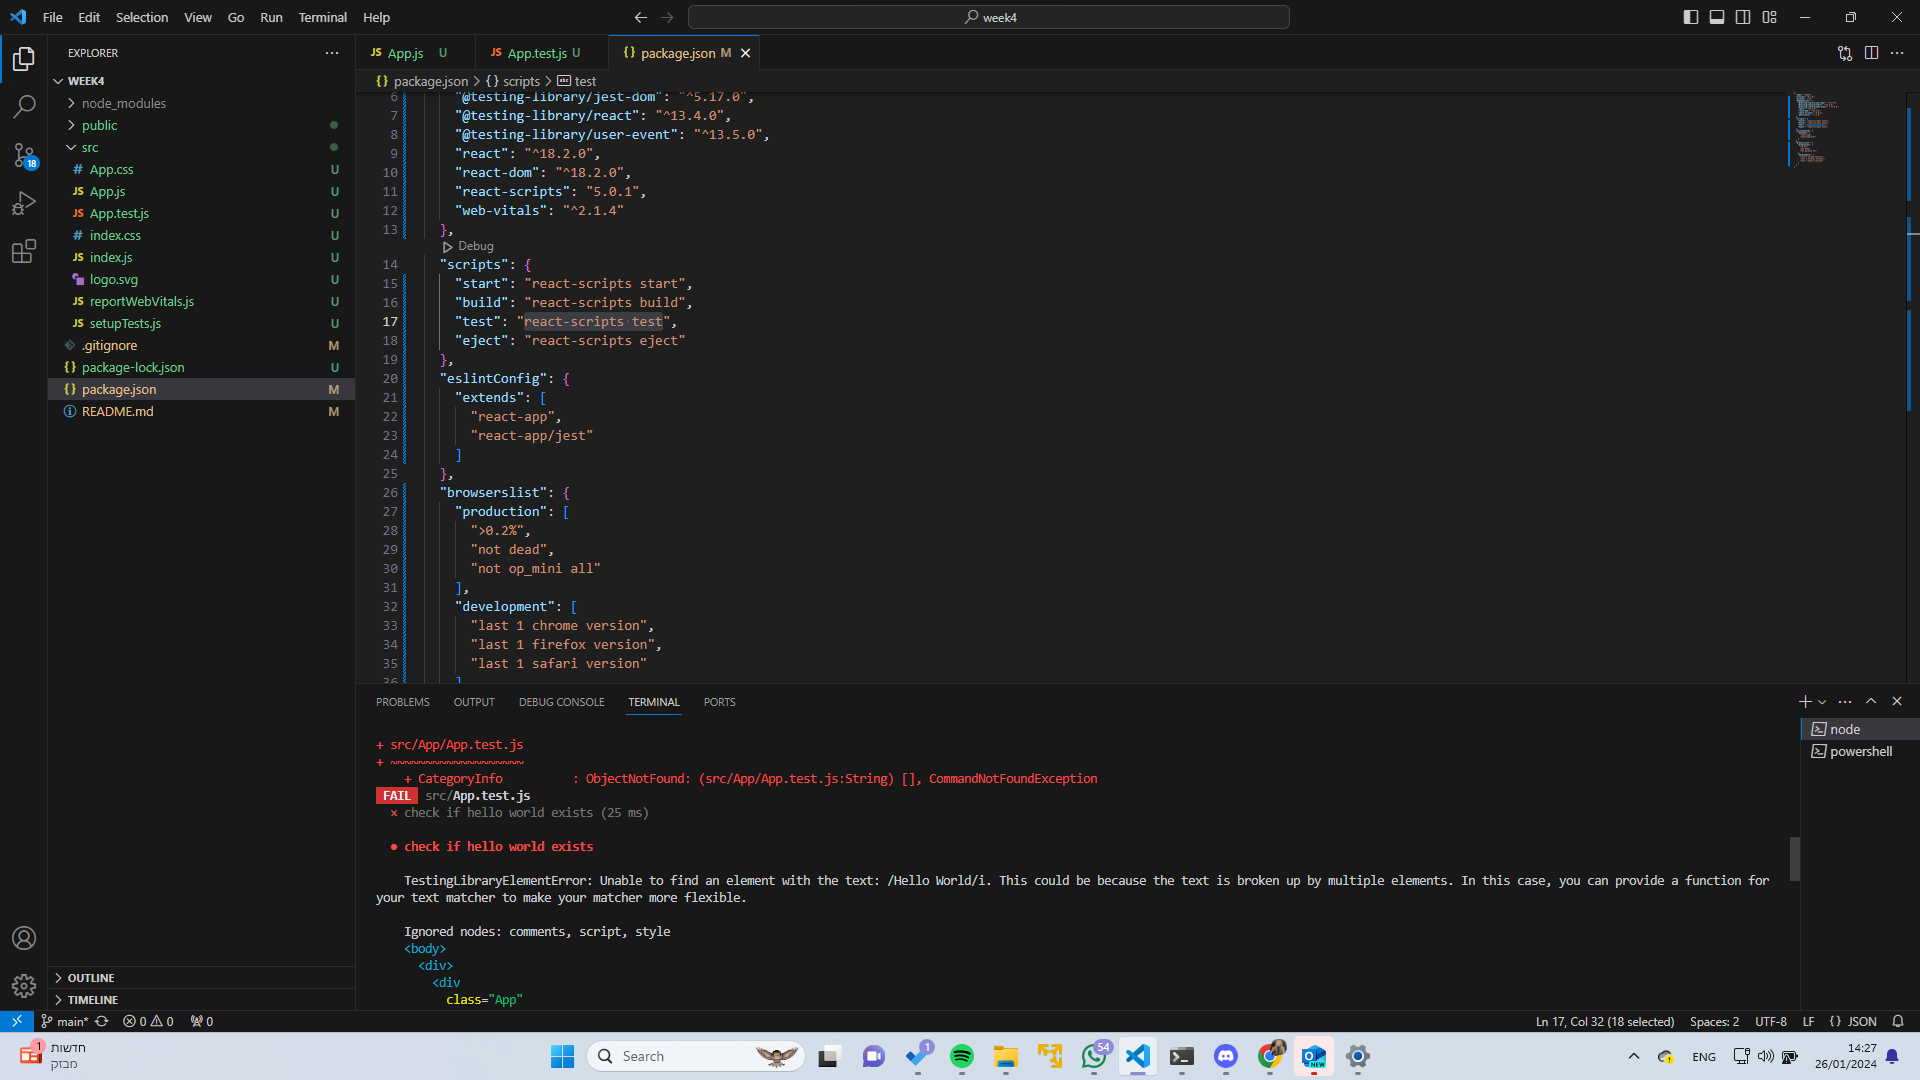 File Edit Selection View Go Run Terminal Help
week4
EXPLORER
WEEK4
node_modules
public
src
# App.css U
JS App.js U
JS App.test.js U
# index.css U
JS index.js U
logo.svg U
JS reportWebVitals.js U
JS setupTests.js U
.gitignore M
{} package-lock.json U
{} package.json M
README.md M
OUTLINE
TIMELINE
18
JS App.js U
JS App.test.js U
{} package.json M
{} package.json > {} scripts > abc test
6 "@testing-library/jest-dom": "^5.17.0",
7 "@testing-library/react": "^13.4.0",
8 "@testing-library/user-event": "^13.5.0",
9 "react": "^18.2.0",
10 "react-dom": "^18.2.0",
11 "react-scripts": "5.0.1",
12 "web-vitals": "^2.1.4"
13 },
Debug
14 "scripts": {
15 "start": "react-scripts start",
16 "build": "react-scripts build",
17 "test": "react-scripts test",
18 "eject": "react-scripts eject"
19 },
20 "eslintConfig": {
21 "extends": [
22 "react-app",
23 "react-app/jest"
24 ]
25 },
26 "browserslist": {
27 "production": [
28 ">0.2%",
29 "not dead",
30 "not op_mini all"
31 ],
32 "development": [
33 "last 1 chrome version",
34 "last 1 firefox version",
35 "last 1 safari version"
36 ]
PROBLEMS OUTPUT DEBUG CONSOLE TERMINAL PORTS
node
powershell
+ src/App/App.test.js
+ ~~~~~~~~~~~~~~~~~~~
+ CategoryInfo : ObjectNotFound: (src/App/App.test.js:String) [], CommandNotFoundException
FAIL src/App.test.js
× check if hello world exists (25 ms)
● check if hello world exists
TestingLibraryElementError: Unable to find an element with the text: /Hello World/i. This could be because the text is broken up by multiple elements. In this case, you can provide a function for
your text matcher to make your matcher more flexible.
Ignored nodes: comments, script, style
<body>
<div>
<div
class="App"
main* 0 0 0
Ln 17, Col 32 (18 selected) Spaces: 2 UTF-8 LF {} JSON
1
חדשות
מבזק
Search
1
54
NEW
ENG
14:27
26/01/2024